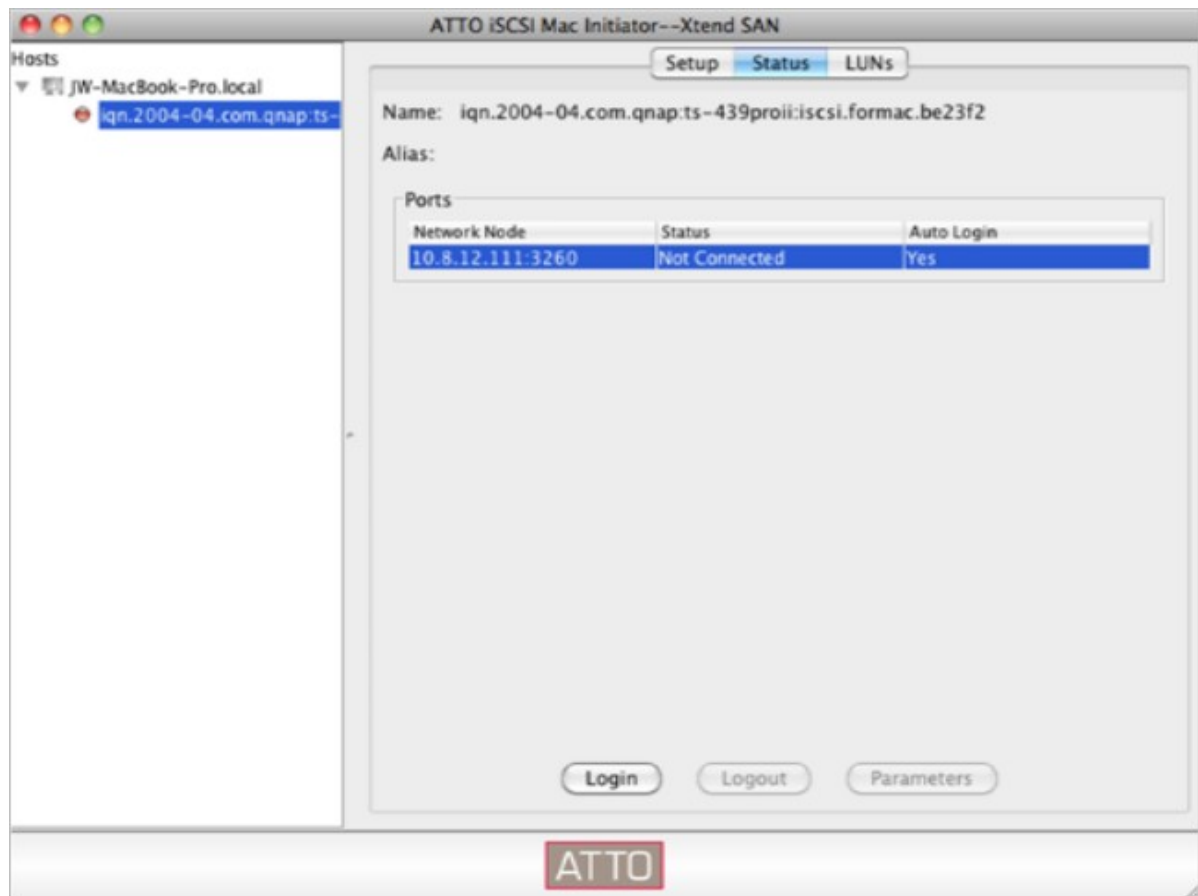 ATTO iSCSI Mac Initiator--Xtend SAN
Hosts
JW-MacBook-Pro.local
iqn.2004-04.com.qnap:ts-
Setup Status LUNs
Name: iqn.2004-04.com.qnap:ts-439proii:iscsi.formac.be23f2
Alias:
Ports
Network Node Status Auto Login
10.8.12.111:3260 Not Connected Yes
Login Logout Parameters
ATTO